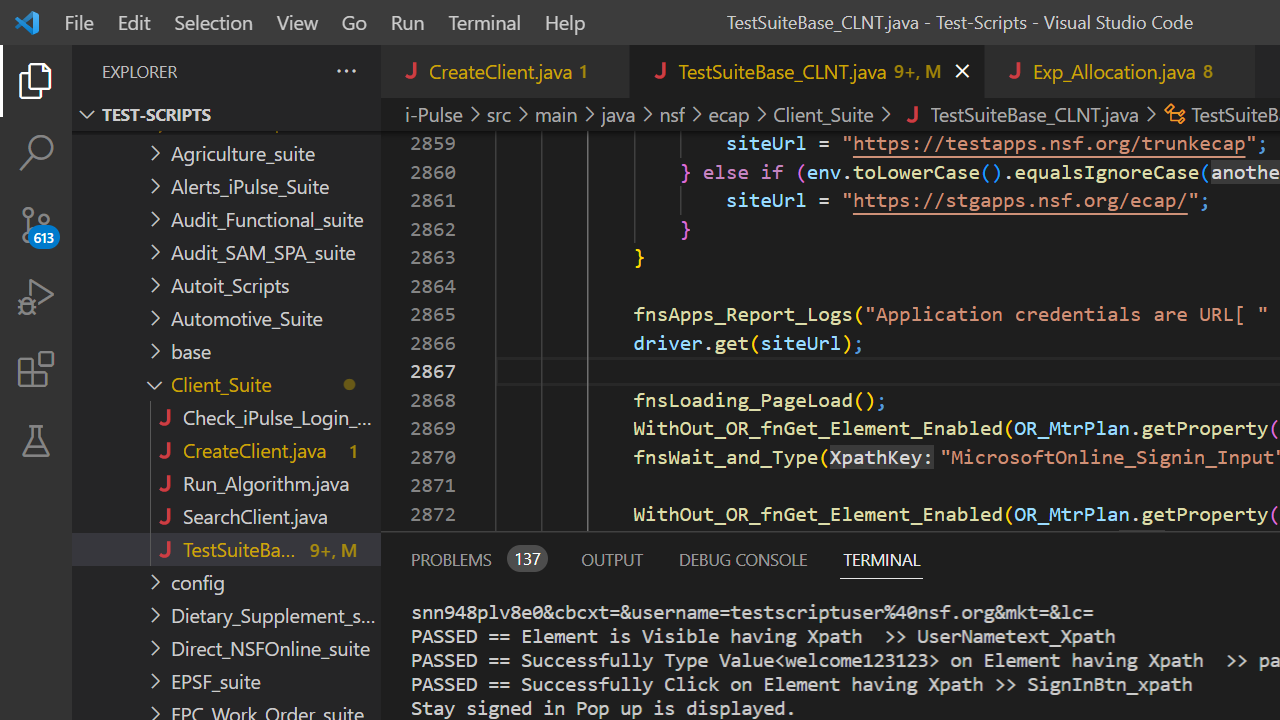 File Edit Selection View Go Run Terminal Help TestSuiteBase_CLNT.java - Test-Scripts - Visual Studio Code
EXPLORER ···
TEST-SCRIPTS
Agriculture_suite
Alerts_iPulse_Suite
Audit_Functional_suite
Audit_SAM_SPA_suite
Autoit_Scripts
Automotive_Suite
base
Client_Suite
Check_iPulse_Login_...
CreateClient.java 1
Run_Algorithm.java
SearchClient.java
TestSuiteBa... 9+, M
config
Dietary_Supplement_s...
Direct_NSFOnline_suite
EPSF_suite
EPC_Work_Order_suite
613
CreateClient.java 1 TestSuiteBase_CLNT.java 9+, M Exp_Allocation.java 8
i-Pulse > src > main > java > nsf > ecap > Client_Suite > J TestSuiteBase_CLNT.java > TestSuiteB
2859 siteUrl = "https://testapps.nsf.org/trunkecap";
2860 } else if (env.toLowerCase().equalsIgnoreCase(anothe
2861 siteUrl = "https://stgapps.nsf.org/ecap/";
2862 }
2863 }
2864
2865 fnsApps_Report_Logs("Application credentials are URL[ "
2866 driver.get(siteUrl);
2867
2868 fnsLoading_PageLoad();
2869 WithOut_OR_fnGet_Element_Enabled(OR_MtrPlan.getProperty(
2870 fnsWait_and_Type(XpathKey: "MicrosoftOnline_Signin_Input"
2871
2872 WithOut_OR_fnGet_Element_Enabled(OR_MtrPlan.getProperty(
PROBLEMS 137 OUTPUT DEBUG CONSOLE TERMINAL
snn948plv8e0&cbcxt=&username=testscriptuser%40nsf.org&mkt=&lc=
PASSED == Element is Visible having Xpath >> UserNametext_Xpath
PASSED == Successfully Type Value<welcome123123> on Element having Xpath >> pa
PASSED == Successfully Click on Element having Xpath >> SignInBtn_xpath
Stay signed in Pop up is displayed.